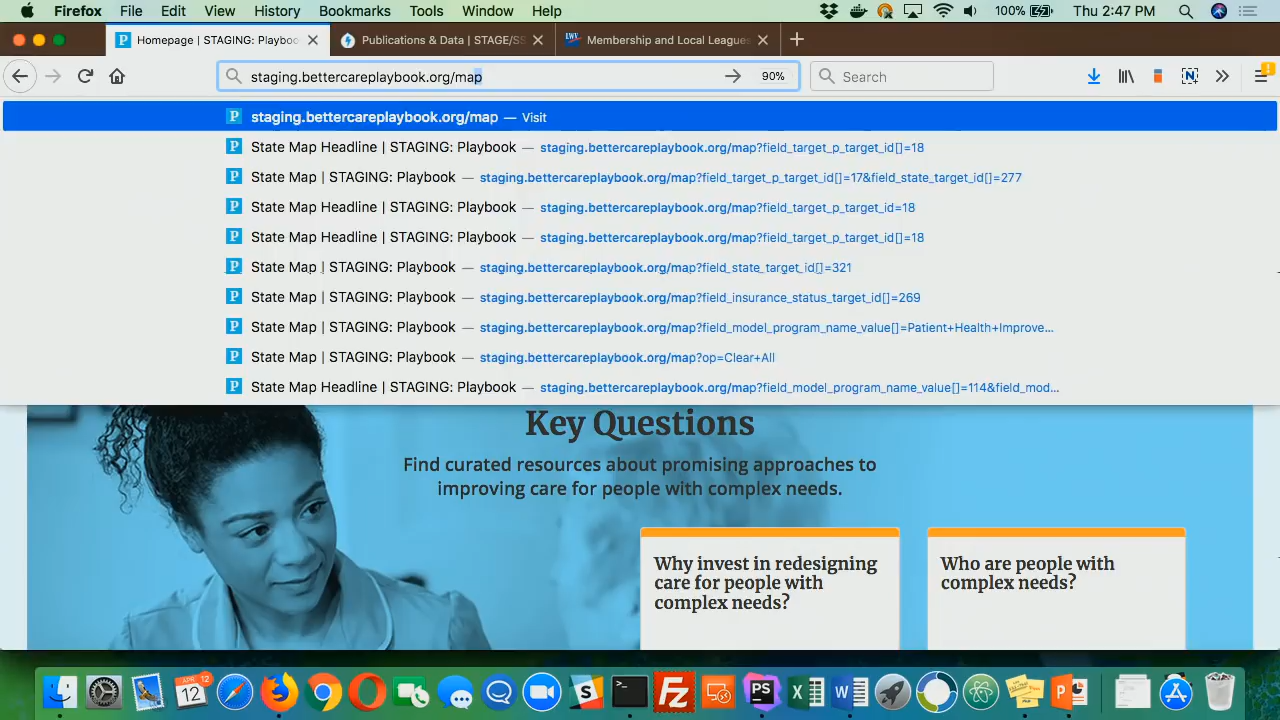 Firefox File Edit View History Bookmarks Tools Window Help 100% Thu 2:47 PM
Homepage | STAGING: Playboo Publications & Data | STAGE/SS Membership and Local Leagues
staging.bettercareplaybook.org/map 90% Search
staging.bettercareplaybook.org/map — Visit
State Map Headline | STAGING: Playbook — staging.bettercareplaybook.org/map?field_target_p_target_id[]=18
State Map | STAGING: Playbook — staging.bettercareplaybook.org/map?field_target_p_target_id[]=17&field_state_target_id[]=277
State Map Headline | STAGING: Playbook — staging.bettercareplaybook.org/map?field_target_p_target_id=18
State Map Headline | STAGING: Playbook — staging.bettercareplaybook.org/map?field_target_p_target_id[]=18
State Map | STAGING: Playbook — staging.bettercareplaybook.org/map?field_state_target_id[]=321
State Map | STAGING: Playbook — staging.bettercareplaybook.org/map?field_insurance_status_target_id[]=269
State Map | STAGING: Playbook — staging.bettercareplaybook.org/map?field_model_program_name_value[]=Patient+Health+Improve...
State Map | STAGING: Playbook — staging.bettercareplaybook.org/map?op=Clear+All
State Map Headline | STAGING: Playbook — staging.bettercareplaybook.org/map?field_model_program_name_value[]=114&field_mod...
Key Questions
Find curated resources about promising approaches to
improving care for people with complex needs.
Why invest in redesigning
care for people with
complex needs?
Who are people with
complex needs?
APR 12
12